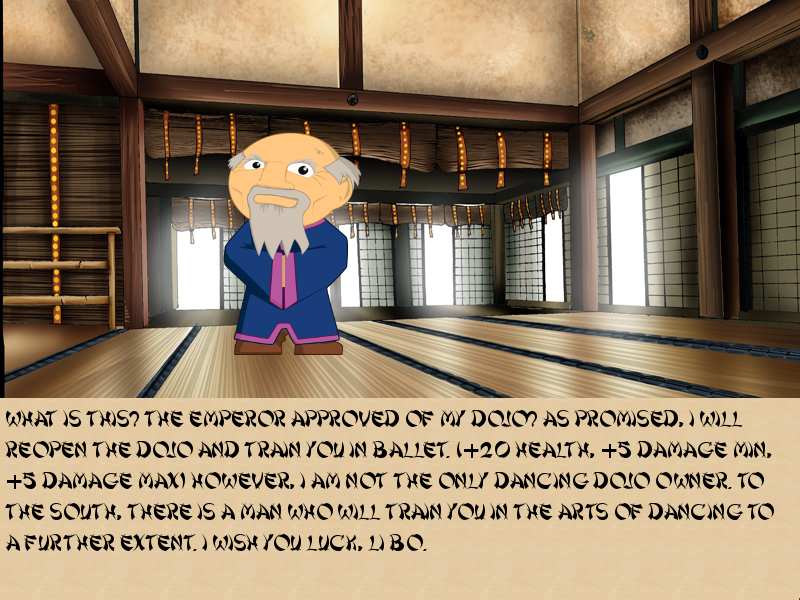 WHAT IS THIS? THE EMPEROR APPROVED OF MY DOJO? AS PROMISED, I WILL
REOPEN THE DOJO AND TRAIN YOU IN BALLET. (+20 HEALTH, +5 DAMAGE MIN,
+5 DAMAGE MAX) HOWEVER, I AM NOT THE ONLY DANCING DOJO OWNER. TO
THE SOUTH, THERE IS A MAN WHO WILL TRAIN YOU IN THE ARTS OF DANCING TO
A FURTHER EXTENT. I WISH YOU LUCK, LI BO.